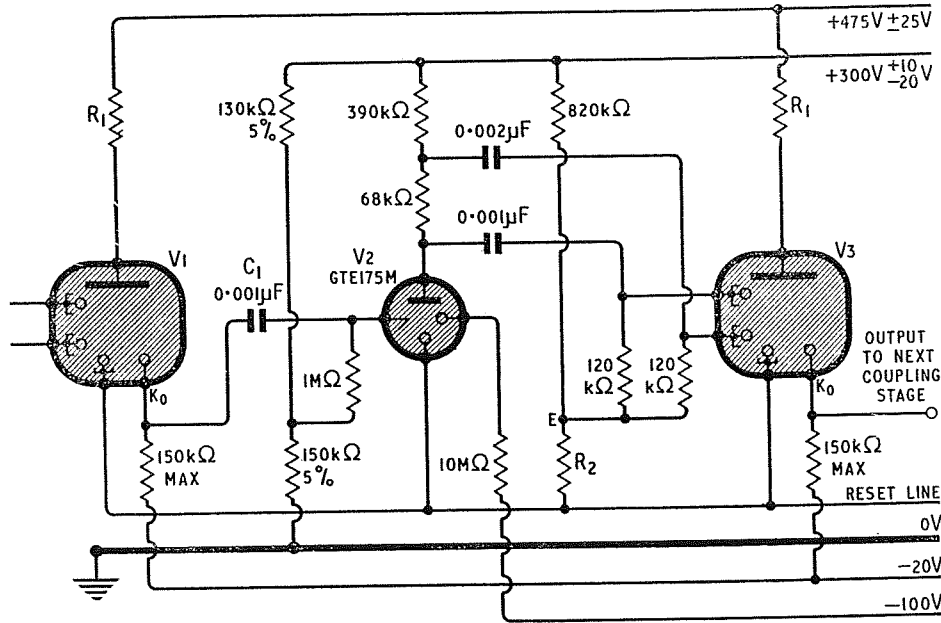 +475V ±25V
+300V +10 -20 V
R1
130kΩ
5%
390kΩ
820kΩ
R1
0·002µF
68kΩ
0·001µF
V1
C1
0·001µF
V2
GTE175M
V3
1MΩ
120
kΩ
120
kΩ
OUTPUT
TO NEXT
COUPLING
STAGE
K0
K0
E
150kΩ
MAX
150kΩ
5%
10MΩ
R2
150kΩ
MAX
RESET LINE
0V
−20V
−100V